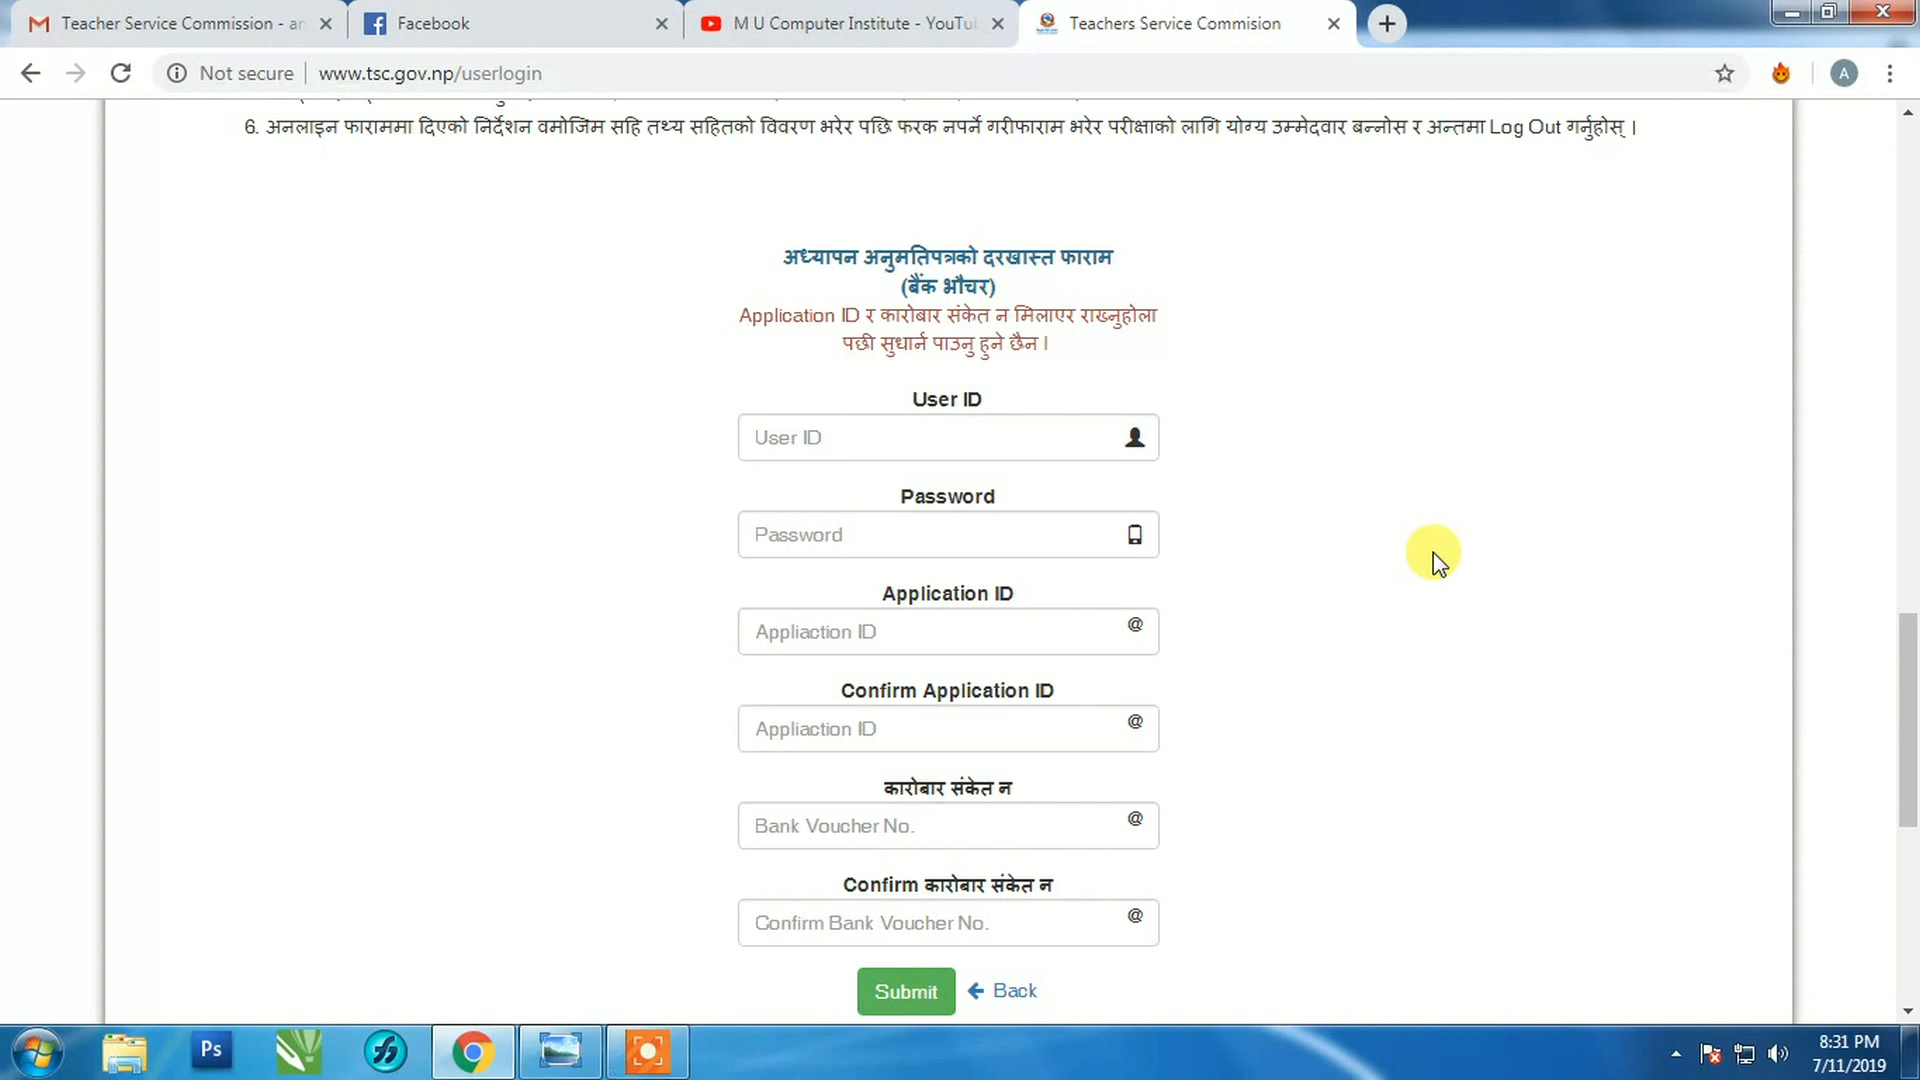 Teacher Service Commission - an
Facebook
M U Computer Institute - YouTu
Teachers Service Commision
Not secure
www.tsc.gov.np/userlogin
A
6. अनलाइन फाराममा दिएको निर्देशन वमोजिम सहि तथ्य सहितको विवरण भरेर पछि फरक नपर्ने गरीफाराम भरेर परीक्षाको लागि योग्य उम्मेदवार बन्नोस र अन्तमा Log Out गर्नुहोस् ।
अध्यापन अनुमतिपत्रको दरखास्त फाराम
(बैंक भौचर)
Application ID र कारोबार संकेत न मिलाएर राख्नुहोला
पछी सुधार्न पाउनु हुने छैन ।
User ID
User ID
Password
Password
Application ID
Appliaction ID
@
Confirm Application ID
Appliaction ID
@
कारोबार संकेत न
Bank Voucher No.
@
Confirm कारोबार संकेत न
Confirm Bank Voucher No.
@
Submit
Back
Ps
8:31 PM
7/11/2019